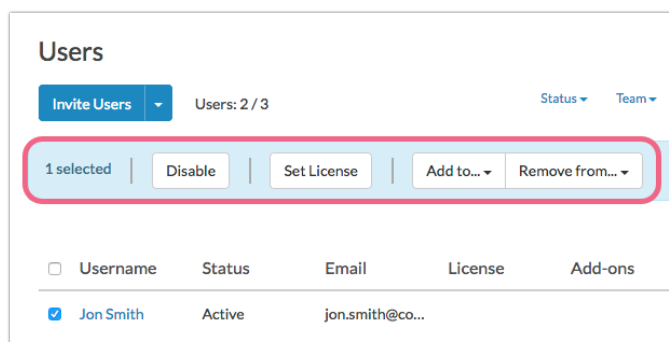 Users
Invite Users Users: 2 / 3 Status Team
1 selected Disable Set License Add to... Remove from...
Username Status Email License Add-ons
Jon Smith Active jon.smith@co...